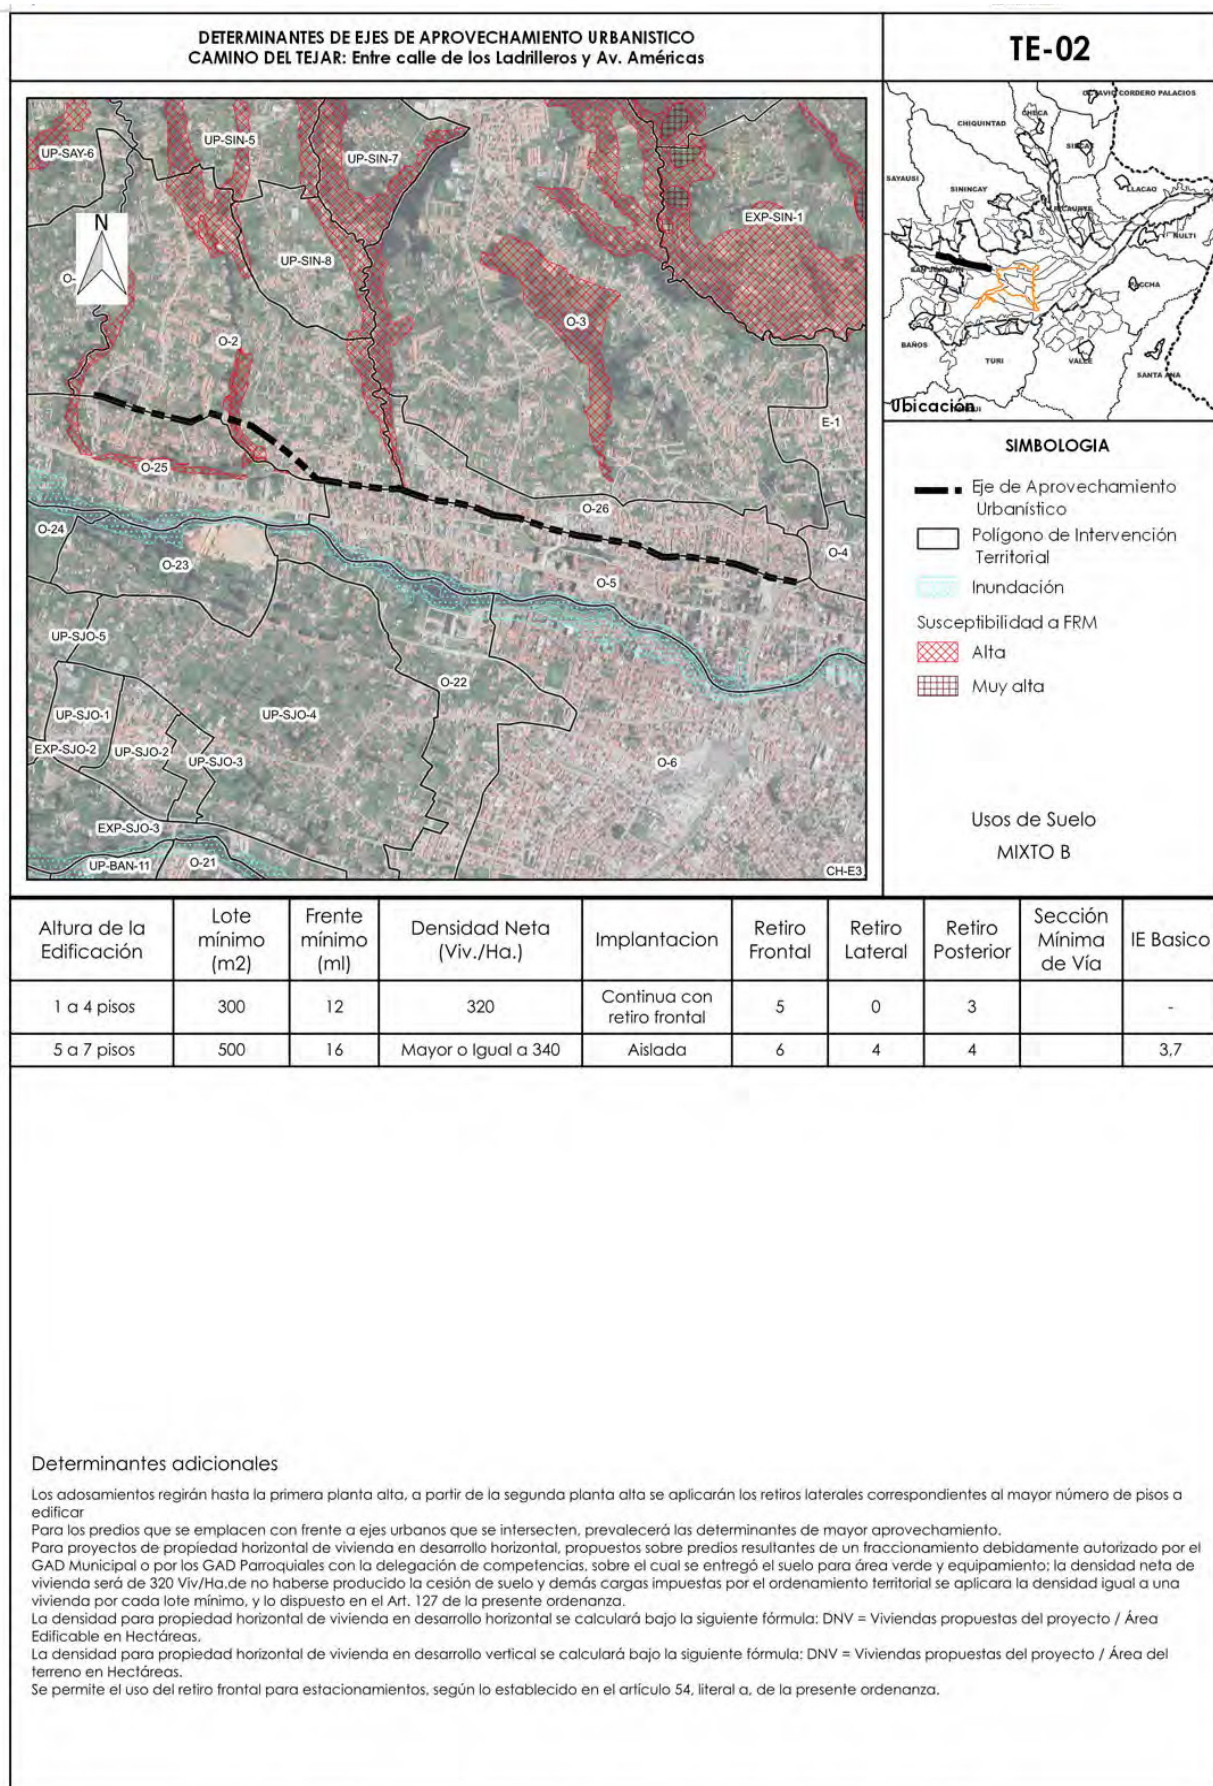 DETERMINANTES DE EJES DE APROVECHAMIENTO URBANISTICO
CAMINO DEL TEJAR: Entre calle de los Ladrilleros y Av. Américas
TE-02
UP-SAY-6
UP-SIN-5
UP-SIN-7
EXP-SIN-1
N
UP-SIN-8
O-3
O-2
E-1
O-25
O-26
O-24
O-4
O-23
O-5
UP-SJO-5
O-22
UP-SJO-1
UP-SJO-4
EXP-SJO-2
UP-SJO-2
UP-SJO-3
O-6
EXP-SJO-3
UP-BAN-11
O-21
CH-E3
OCTAVIO CORDERO PALACIOS
CHECA
CHIQUINTAD
SAYAUSI
SININCAY
LLACAO
RICAURTE
NULTI
SAN JOAQUIN
PACCHA
BAÑOS
TURI
VALLE
SANTA ANA
Ubicación
SIMBOLOGIA
Eje de Aprovechamiento
Urbanístico
Polígono de Intervención
Territorial
Inundación
Susceptibilidad a FRM
Alta
Muy alta
Usos de Suelo
MIXTO B
Altura de la Edificación Lote mínimo (m2) Frente mínimo (ml) Densidad Neta (Viv./Ha.) Implantacion Retiro Frontal Retiro Lateral Retiro Posterior Sección Mínima de Vía IE Basico
1 a 4 pisos 300 12 320 Continua con retiro frontal 5 0 3 -
5 a 7 pisos 500 16 Mayor o Igual a 340 Aislada 6 4 4 3,7
Determinantes adicionales
Los adosamientos regirán hasta la primera planta alta, a partir de la segunda planta alta se aplicarán los retiros laterales correspondientes al mayor número de pisos a
edificar
Para los predios que se emplacen con frente a ejes urbanos que se intersecten, prevalecerá las determinantes de mayor aprovechamiento.
Para proyectos de propiedad horizontal de vivienda en desarrollo horizontal, propuestos sobre predios resultantes de un fraccionamiento debidamente autorizado por el
GAD Municipal o por los GAD Parroquiales con la delegación de competencias, sobre el cual se entregó el suelo para área verde y equipamiento; la densidad neta de
vivienda será de 320 Viv/Ha.de no haberse producido la cesión de suelo y demás cargas impuestas por el ordenamiento territorial se aplicara la densidad igual a una
vivienda por cada lote mínimo, y lo dispuesto en el Art. 127 de la presente ordenanza.
La densidad para propiedad horizontal de vivienda en desarrollo horizontal se calculará bajo la siguiente fórmula: DNV = Viviendas propuestas del proyecto / Área
Edificable en Hectáreas.
La densidad para propiedad horizontal de vivienda en desarrollo vertical se calculará bajo la siguiente fórmula: DNV = Viviendas propuestas del proyecto / Área del
terreno en Hectáreas.
Se permite el uso del retiro frontal para estacionamientos, según lo establecido en el artículo 54, literal a, de la presente ordenanza.